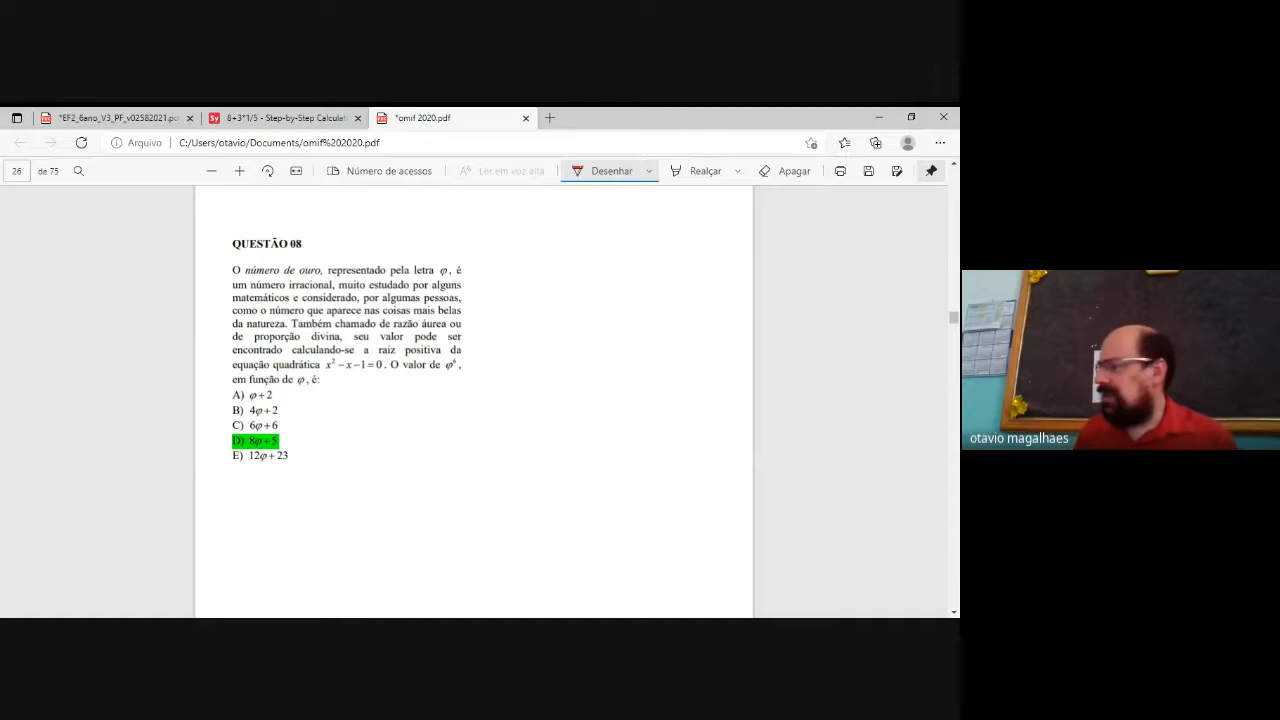 *EF2_6ano_V3_PF_v02582021.pd
8+3*1/5 - Step-by-Step Calculat
*omif 2020.pdf
Arquivo
C:/Users/otavio/Documents/omif%202020.pdf
26
de 75
Número de acessos
Ler em voz alta
Desenhar
Realçar
Apagar
QUESTÃO 08
O número de ouro, representado pela letra φ, é
um número irracional, muito estudado por alguns
matemáticos e considerado, por algumas pessoas,
como o número que aparece nas coisas mais belas
da natureza. Também chamado de razão áurea ou
de proporção divina, seu valor pode ser
encontrado calculando-se a raiz positiva da
equação quadrática x² − x − 1 = 0. O valor de φ⁶,
em função de φ, é:
A) φ + 2
B) 4φ + 2
C) 6φ + 6
D) 8φ + 5
E) 12φ + 23
otavio magalhaes